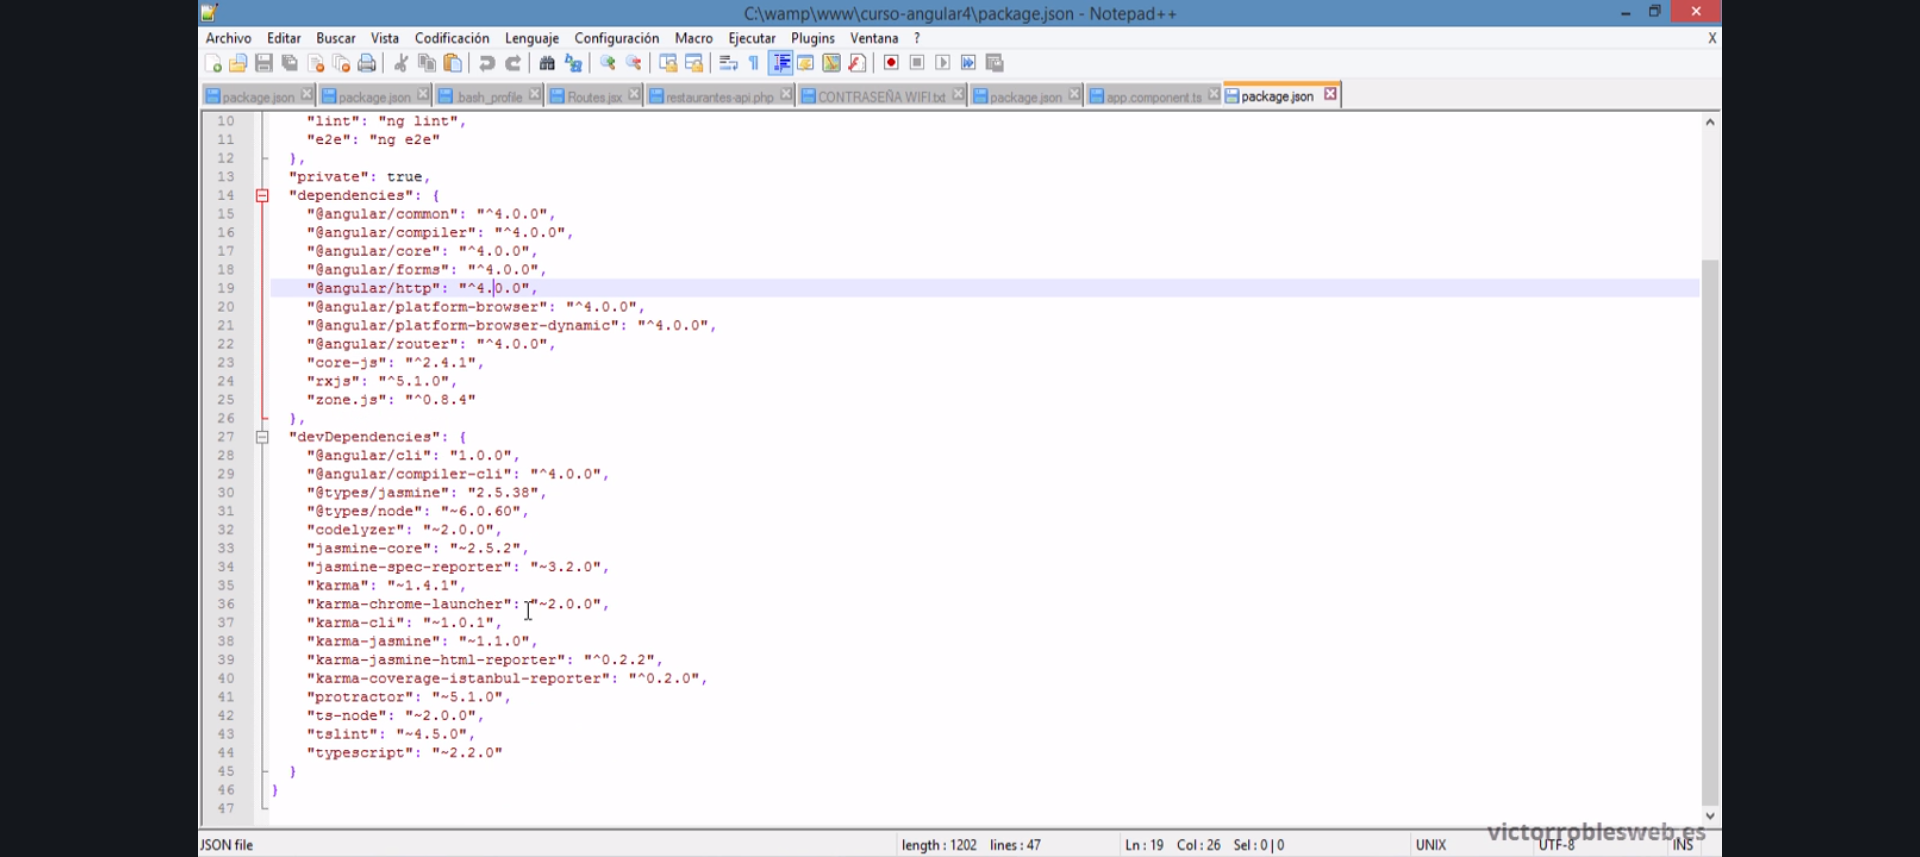 C:\wamp\www\curso-angular4\package.json - Notepad++
Archivo Editar Buscar Vista Codificación Lenguaje Configuración Macro Ejecutar Plugins Ventana ? X
package.json package.json .bash_profile Routes.jsx restaurantes-api.php CONTRASEÑA WIFI.txt package.json app.component.ts package.json
10 "lint": "ng lint",
11 "e2e": "ng e2e"
12 },
13 "private": true,
14 "dependencies": {
15 "@angular/common": "^4.0.0",
16 "@angular/compiler": "^4.0.0",
17 "@angular/core": "^4.0.0",
18 "@angular/forms": "^4.0.0",
19 "@angular/http": "^4.0.0",
20 "@angular/platform-browser": "^4.0.0",
21 "@angular/platform-browser-dynamic": "^4.0.0",
22 "@angular/router": "^4.0.0",
23 "core-js": "^2.4.1",
24 "rxjs": "^5.1.0",
25 "zone.js": "^0.8.4"
26 },
27 "devDependencies": {
28 "@angular/cli": "1.0.0",
29 "@angular/compiler-cli": "^4.0.0",
30 "@types/jasmine": "2.5.38",
31 "@types/node": "~6.0.60",
32 "codelyzer": "~2.0.0",
33 "jasmine-core": "~2.5.2",
34 "jasmine-spec-reporter": "~3.2.0",
35 "karma": "~1.4.1",
36 "karma-chrome-launcher": "~2.0.0",
37 "karma-cli": "~1.0.1",
38 "karma-jasmine": "~1.1.0",
39 "karma-jasmine-html-reporter": "^0.2.2",
40 "karma-coverage-istanbul-reporter": "^0.2.0",
41 "protractor": "~5.1.0",
42 "ts-node": "~2.0.0",
43 "tslint": "~4.5.0",
44 "typescript": "~2.2.0"
45 }
46 }
47
victorroblesweb.es
JSON file length : 1202 lines : 47 Ln : 19 Col : 26 Sel : 0 | 0 UNIX UTF-8 INS